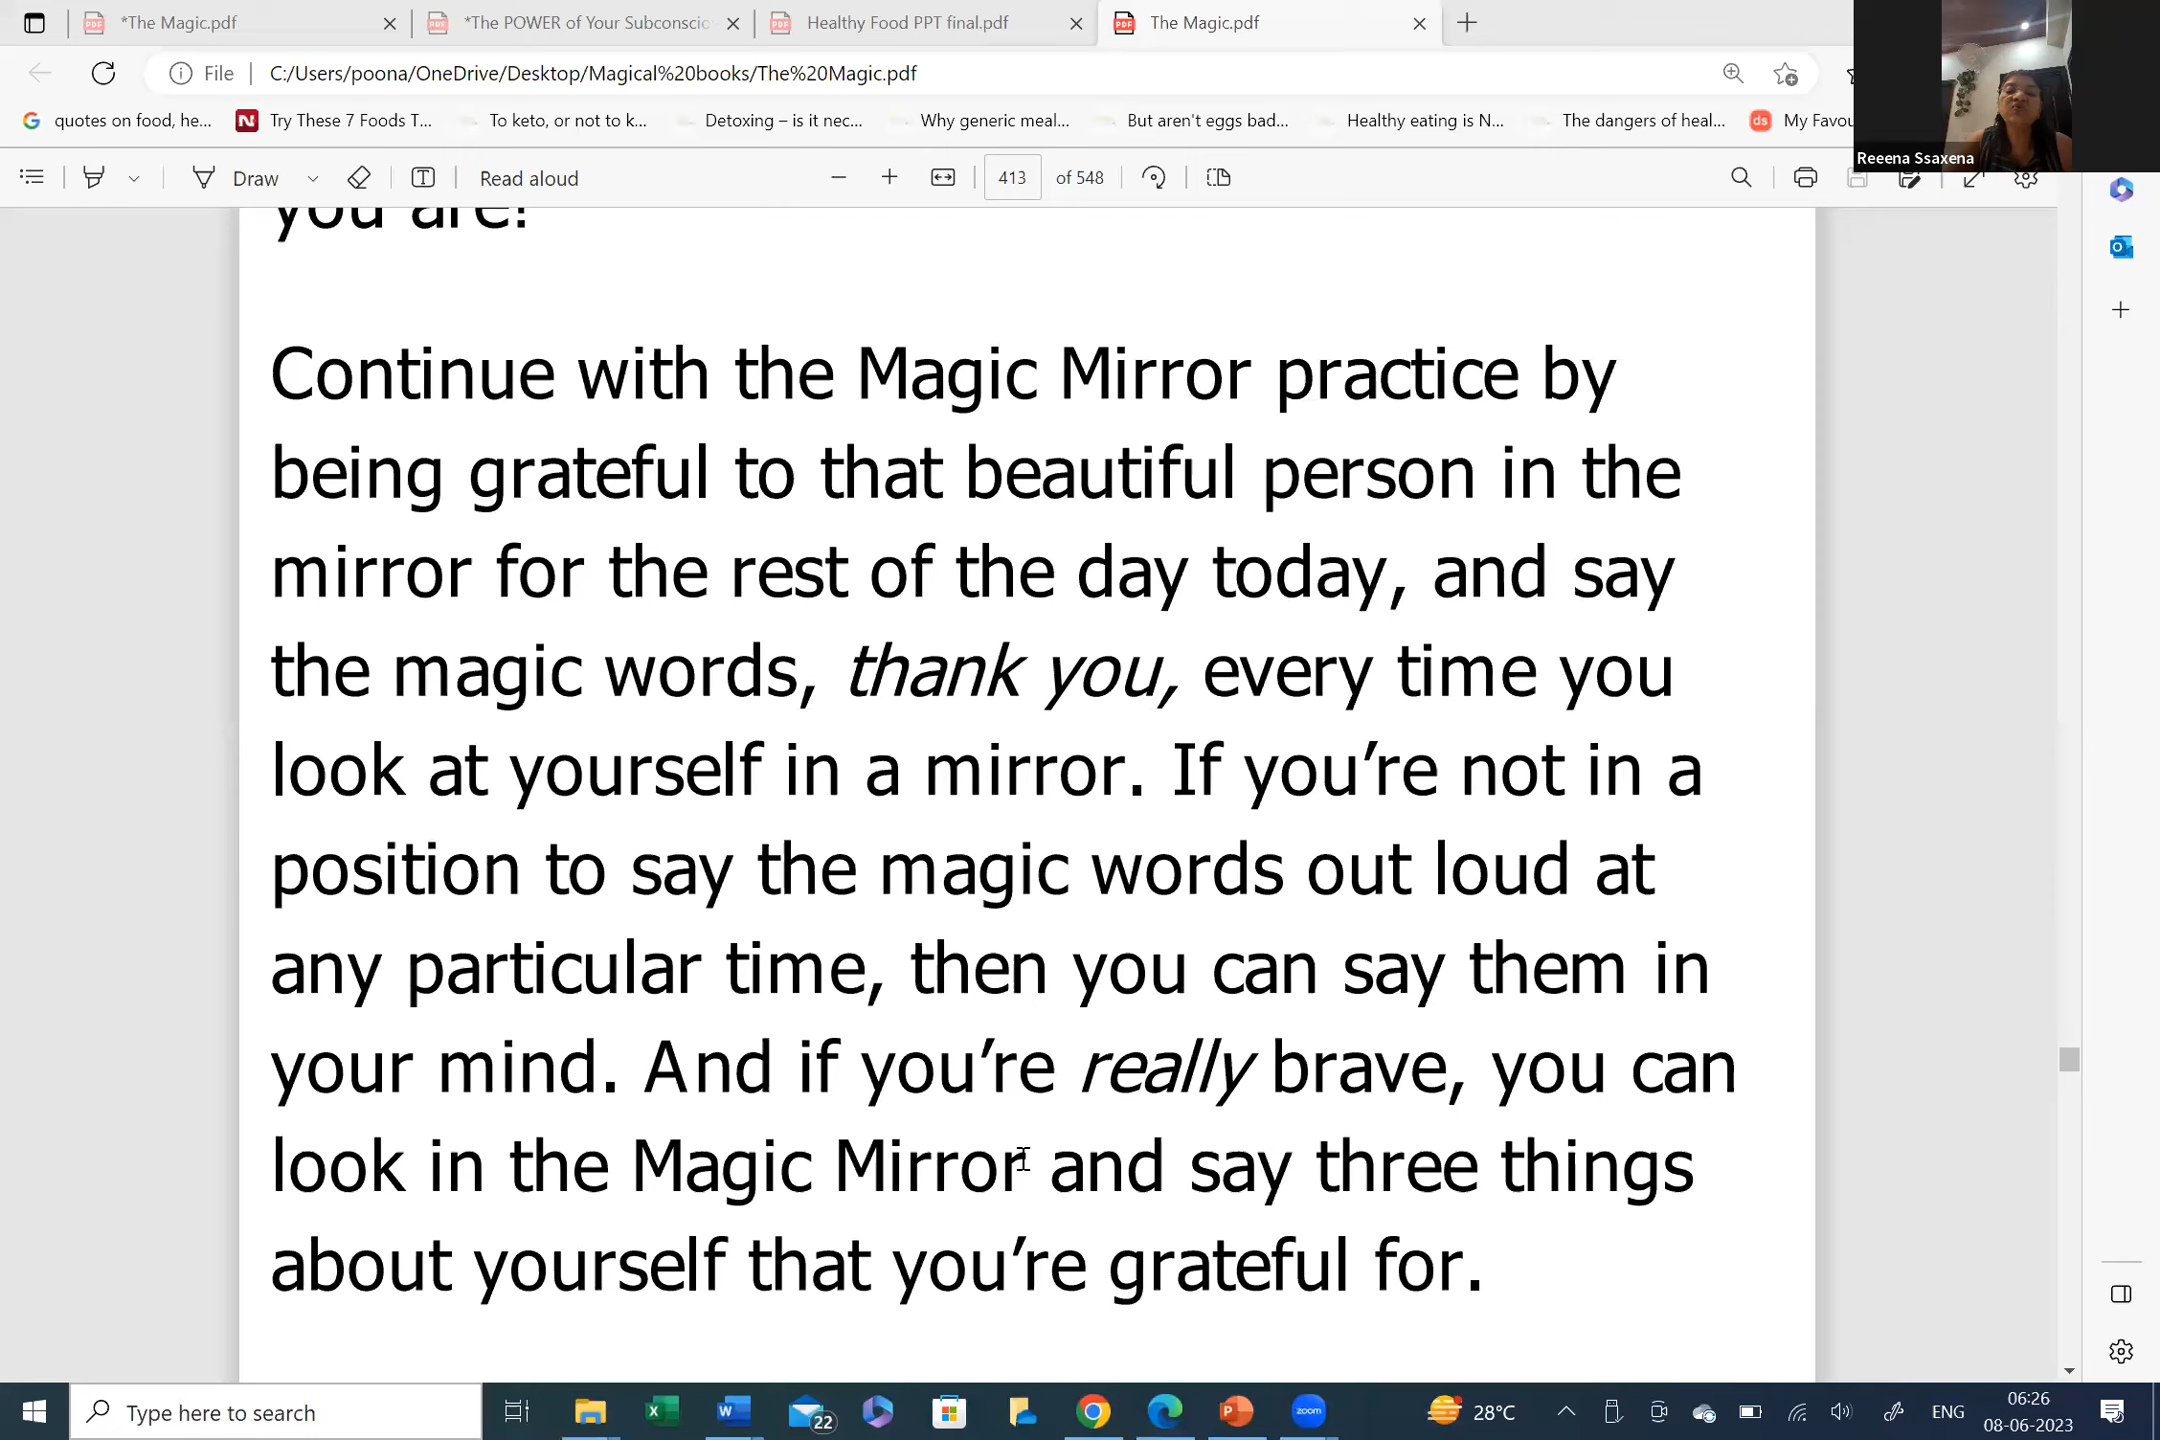 *The Magic.pdf
*The POWER of Your Subconscio
Healthy Food PPT final.pdf
The Magic.pdf
File
C:/Users/poona/OneDrive/Desktop/Magical%20books/The%20Magic.pdf
quotes on food, he...
Try These 7 Foods T...
To keto, or not to k...
Detoxing – is it nec...
Why generic meal...
But aren't eggs bad...
Healthy eating is N...
The dangers of heal...
ds
My Favou
Reeena Ssaxena
Draw
Read aloud
413
of 548
you are!
Continue with the Magic Mirror practice by
being grateful to that beautiful person in the
mirror for the rest of the day today, and say
the magic words, thank you, every time you
look at yourself in a mirror. If you’re not in a
position to say the magic words out loud at
any particular time, then you can say them in
your mind. And if you’re really brave, you can
look in the Magic Mirror and say three things
about yourself that you’re grateful for.
Type here to search
22
zoom
28°C
ENG
06:26
08-06-2023